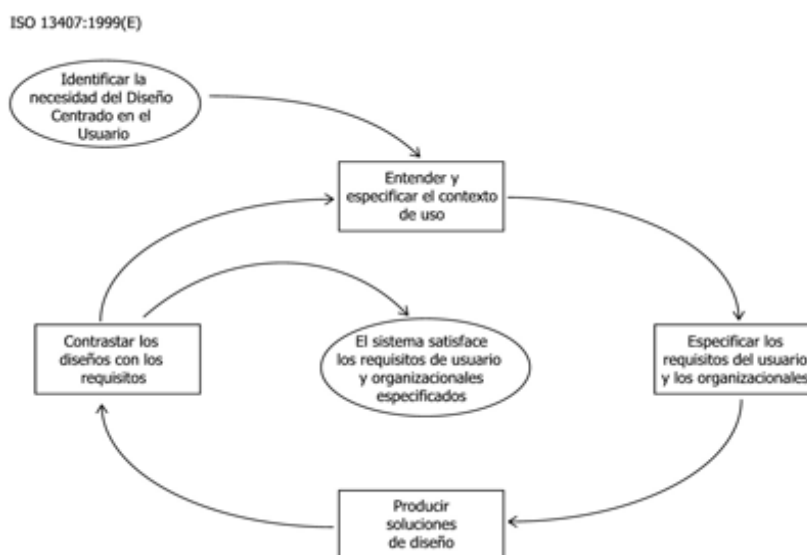 ISO 13407:1999(E)
Identificar la
necesidad del Diseño
Centrado en el
Usuario
Entender y
especificar el contexto
de uso
Contrastar los
diseños con los
requisitos
El sistema satisface
los requisitos de usuario
y organizacionales
especificados
Especificar los
requisitos del usuario
y los organizacionales
Producir
soluciones
de diseño